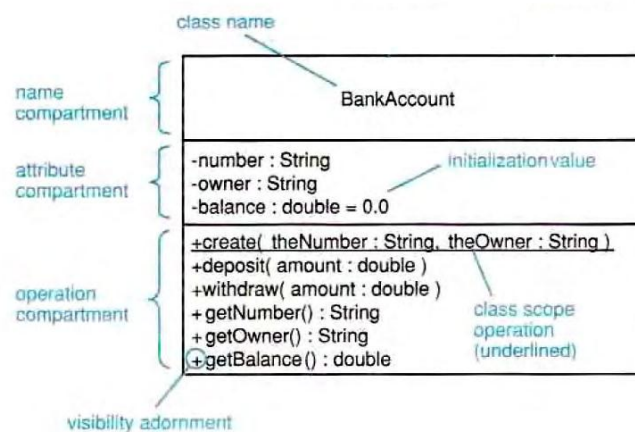 class name
name
compartment
BankAccount
attribute
compartment
-number : String
-owner : String
-balance : double = 0.0
initialization value
operation
compartment
+create( theNumber : String, theOwner : String )
+deposit( amount : double )
+withdraw( amount : double )
+getNumber() : String
+getOwner() : String
+getBalance() : double
class scope
operation
(underlined)
visibility adornment